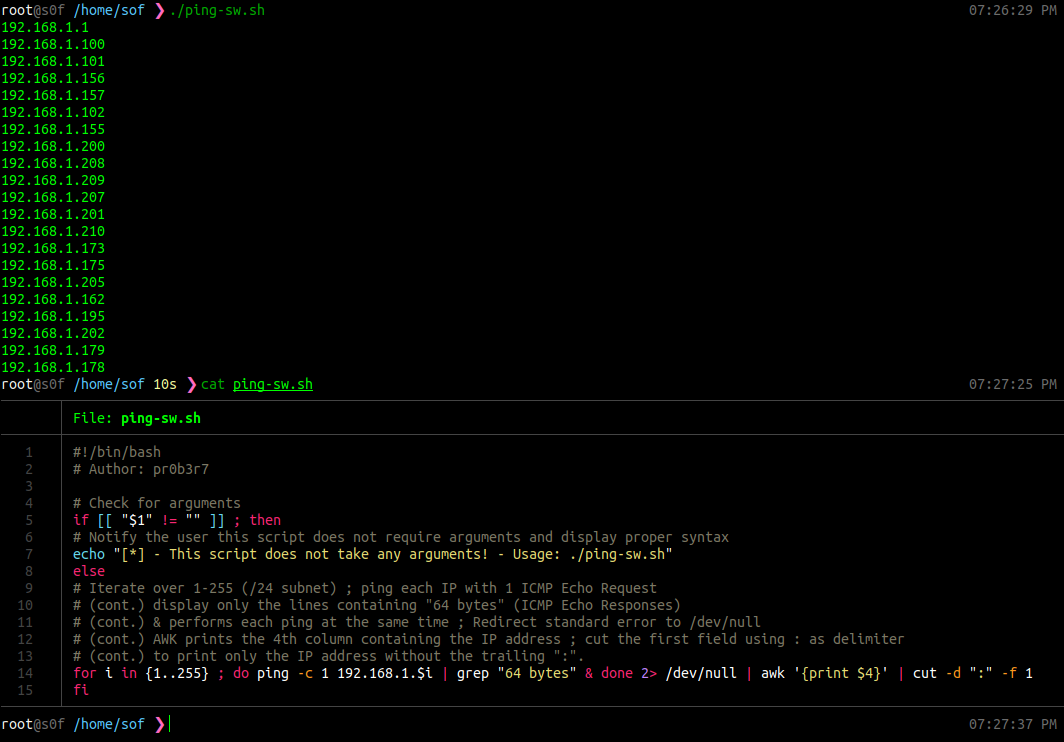 root@s0f /home/sof ❯ ./ping-sw.sh 07:26:29 PM
192.168.1.1
192.168.1.100
192.168.1.101
192.168.1.156
192.168.1.157
192.168.1.102
192.168.1.155
192.168.1.200
192.168.1.208
192.168.1.209
192.168.1.207
192.168.1.201
192.168.1.210
192.168.1.173
192.168.1.175
192.168.1.205
192.168.1.162
192.168.1.195
192.168.1.202
192.168.1.179
192.168.1.178
root@s0f /home/sof 10s ❯ cat ping-sw.sh 07:27:25 PM
File: ping-sw.sh
1 #!/bin/bash
2 # Author: pr0b3r7
3
4 # Check for arguments
5 if [[ "$1" != "" ]] ; then
6 # Notify the user this script does not require arguments and display proper syntax
7 echo "[*] - This script does not take any arguments! - Usage: ./ping-sw.sh"
8 else
9 # Iterate over 1-255 (/24 subnet) ; ping each IP with 1 ICMP Echo Request
10 # (cont.) display only the lines containing "64 bytes" (ICMP Echo Responses)
11 # (cont.) & performs each ping at the same time ; Redirect standard error to /dev/null
12 # (cont.) AWK prints the 4th column containing the IP address ; cut the first field using : as delimiter
13 # (cont.) to print only the IP address without the trailing ":".
14 for i in {1..255} ; do ping -c 1 192.168.1.$i | grep "64 bytes" & done 2> /dev/null | awk '{print $4}' | cut -d ":" -f 1
15 fi
root@s0f /home/sof ❯ 07:27:37 PM